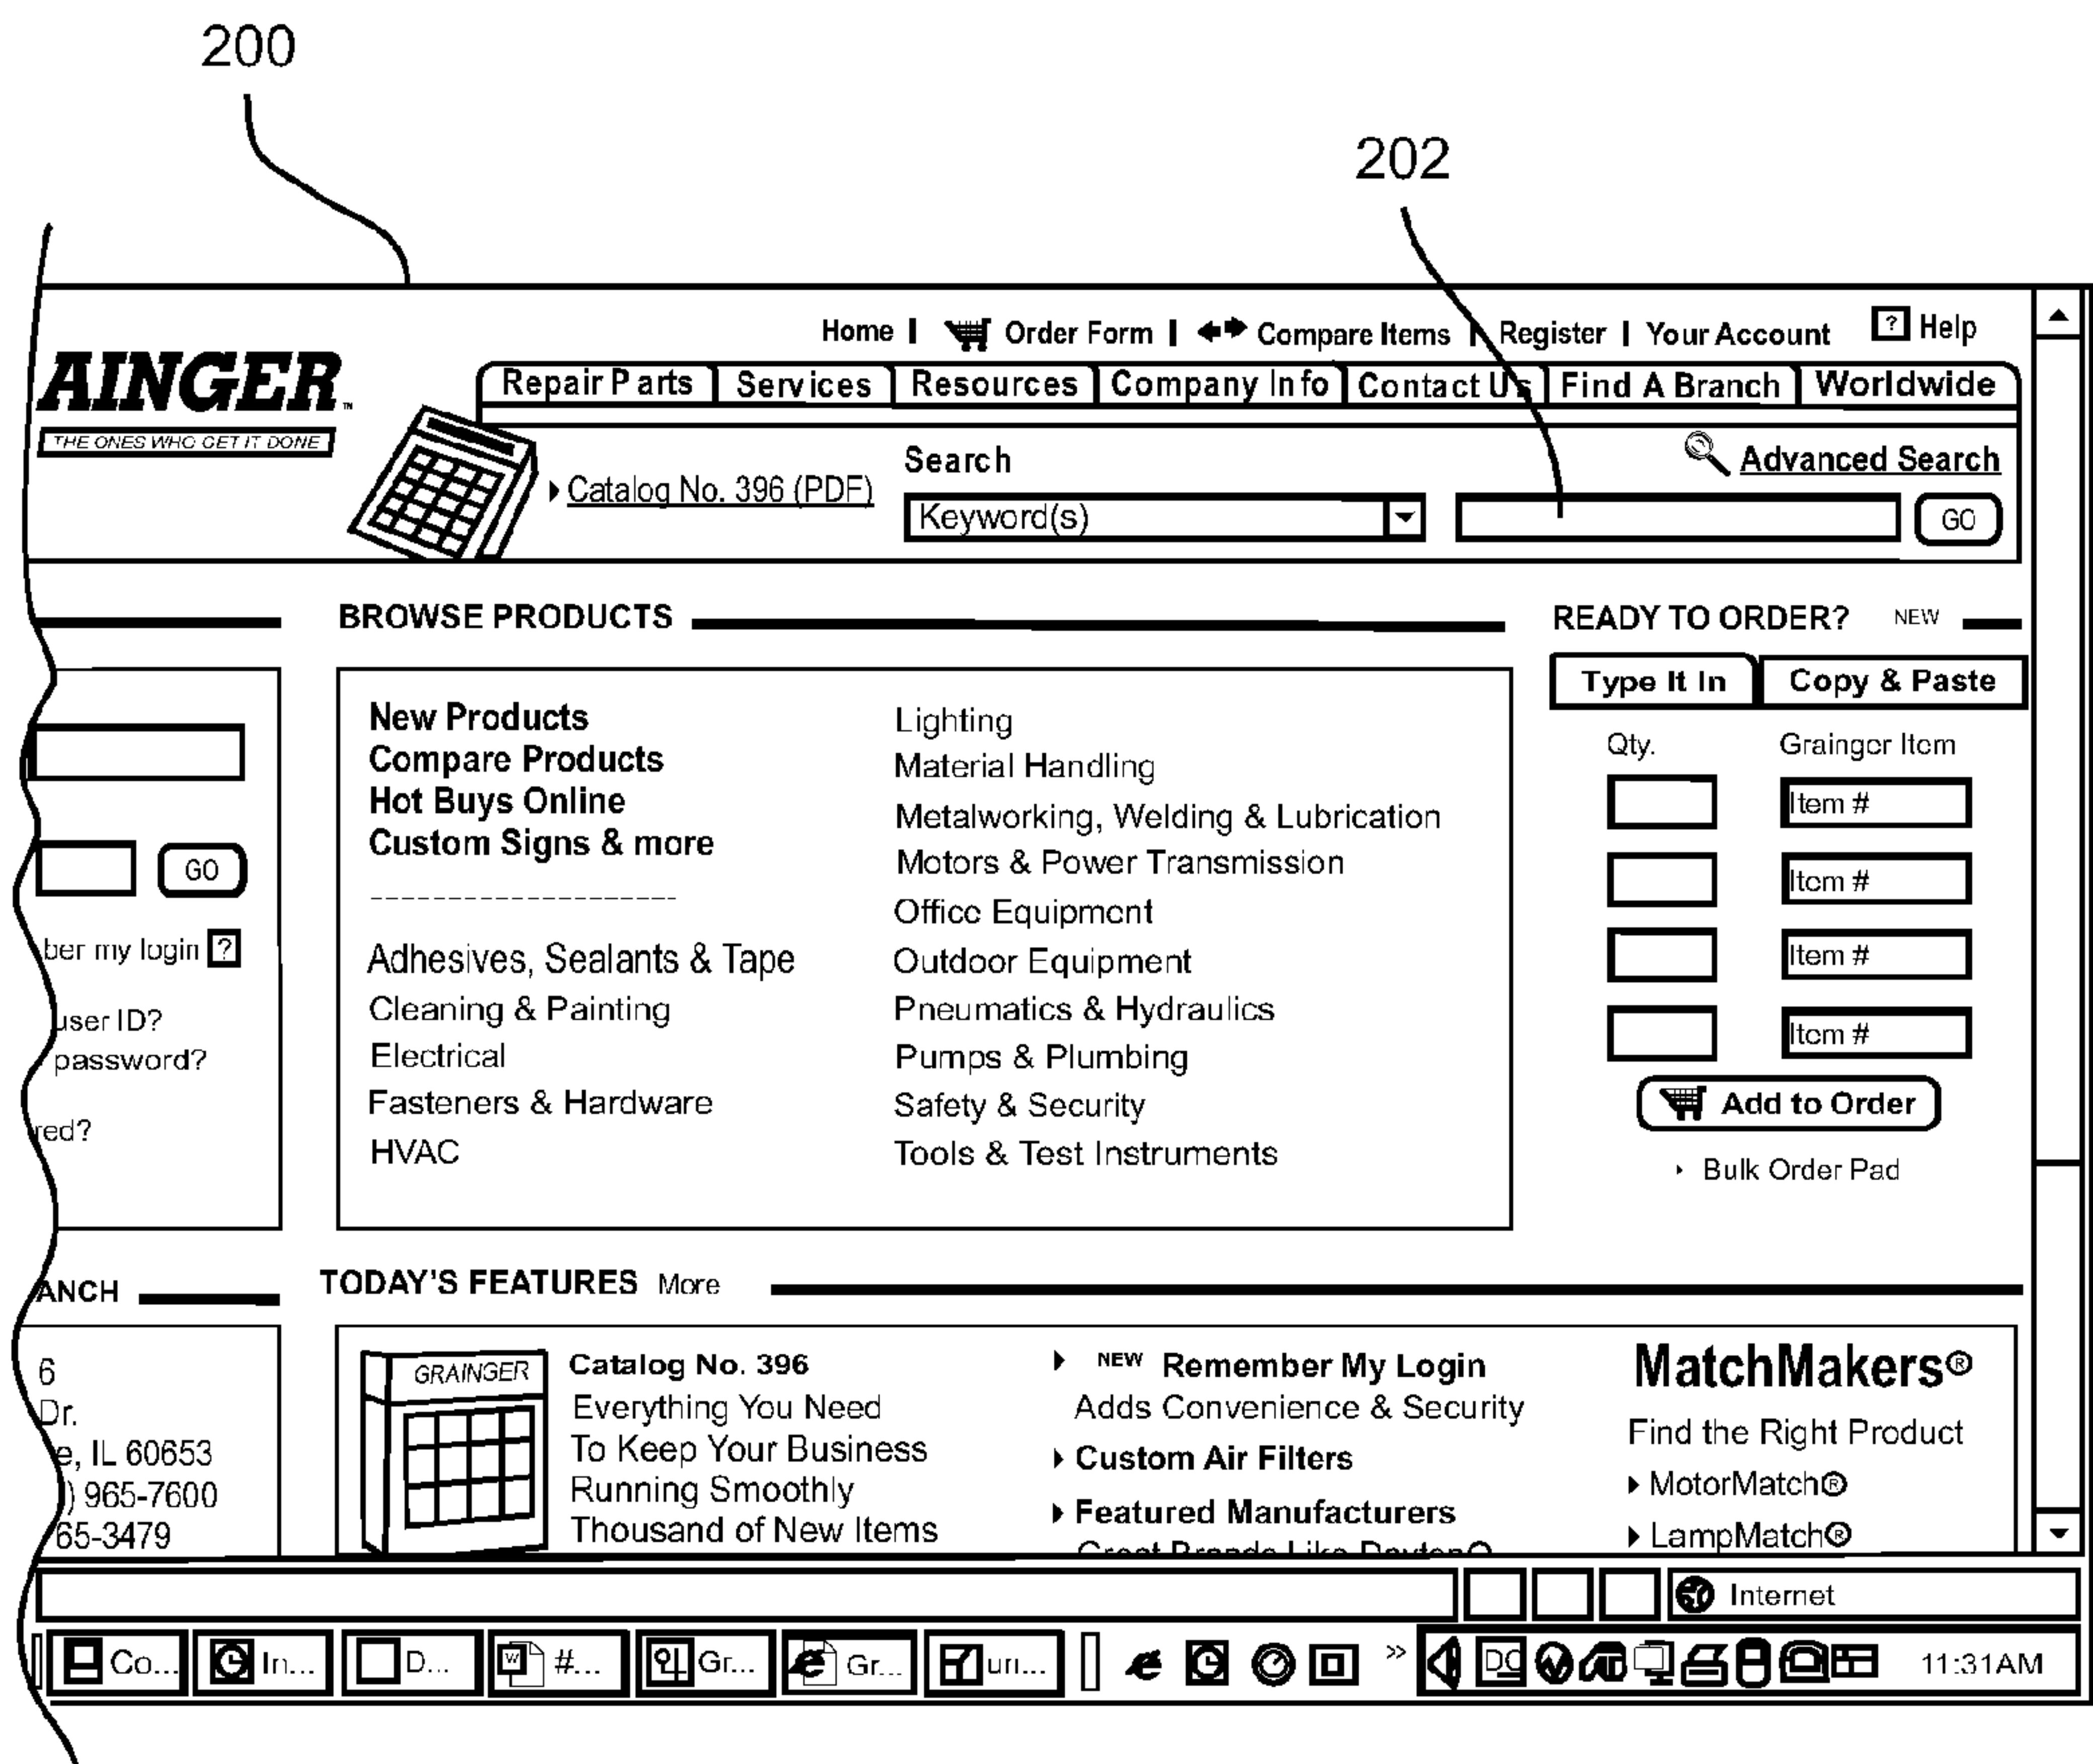 200
202
Home | Order Form | Compare Items | Register | Your Account ? Help
AINGER™
THE ONES WHO GET IT DONE
Repair Parts Services Resources Company Info Contact Us Find A Branch Worldwide
Search
Advanced Search
Catalog No. 396 (PDF)
Keyword(s)
GO
BROWSE PRODUCTS
READY TO ORDER? NEW
Type It In Copy & Paste
GO
ber my login ?
user ID?
password?
red?
New Products
Compare Products
Hot Buys Online
Custom Signs & more
--------------------
Adhesives, Sealants & Tape
Cleaning & Painting
Electrical
Fasteners & Hardware
HVAC
Lighting
Material Handling
Metalworking, Welding & Lubrication
Motors & Power Transmission
Office Equipment
Outdoor Equipment
Pneumatics & Hydraulics
Pumps & Plumbing
Safety & Security
Tools & Test Instruments
Qty. Grainger Item
Item #
Item #
Item #
Item #
Add to Order
Bulk Order Pad
ANCH
TODAY'S FEATURES More
6
Dr.
e, IL 60653
) 965-7600
65-3479
GRAINGER
Catalog No. 396
Everything You Need
To Keep Your Business
Running Smoothly
Thousand of New Items
NEW Remember My Login
Adds Convenience & Security
Custom Air Filters
Featured Manufacturers
Great Brands Like Dayton
MatchMakers®
Find the Right Product
MotorMatch®
LampMatch®
Internet
Co... In... D... W #... Gr... Gr... un... » DC 11:31AM